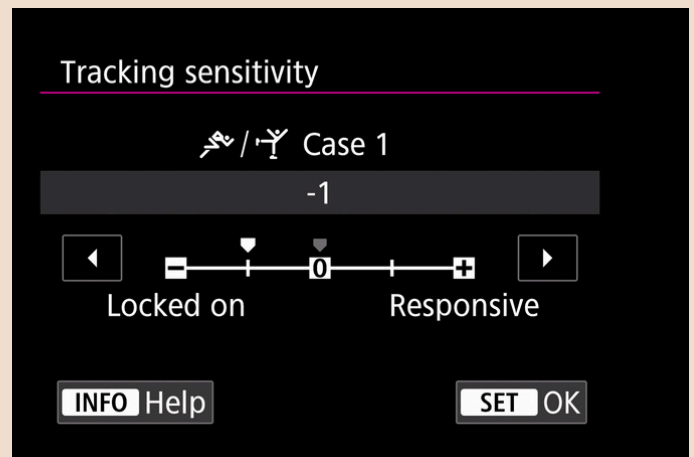 Tracking sensitivity
/ Case 1
-1
− 0 +
Locked on Responsive
INFO Help SET OK